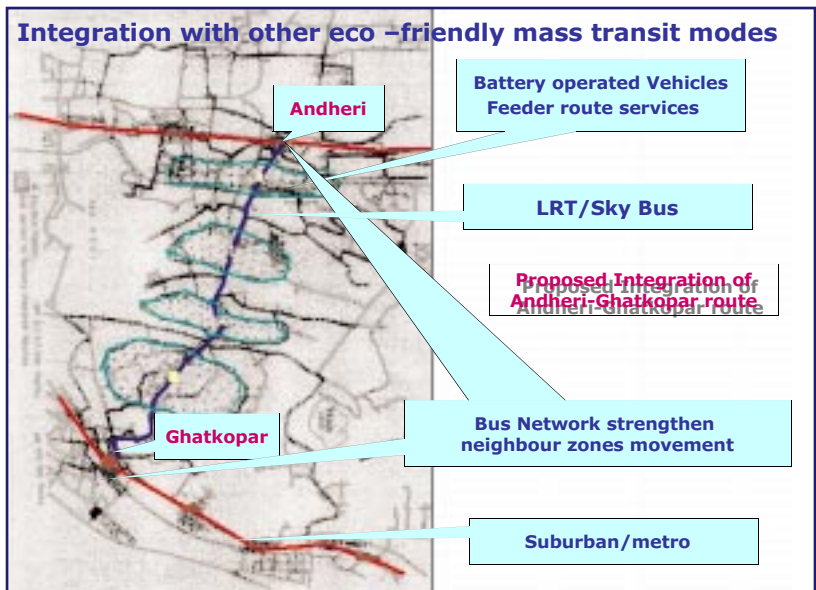 Integration with other eco –friendly mass transit modes
Andheri
Battery operated Vehicles
Feeder route services
LRT/Sky Bus
Proposed Integration of
Andheri-Ghatkopar route
Ghatkopar
Bus Network strengthen
neighbour zones movement
Suburban/metro